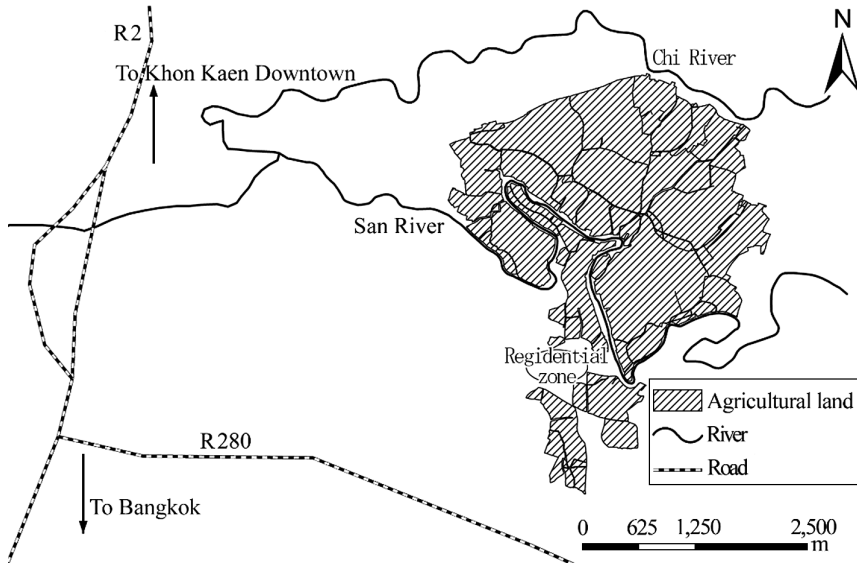 N
R2
Chi River
To Khon Kaen Downtown
San River
Regidential
zone
Agricultural land
River
Road
R280
To Bangkok
0 625 1,250 2,500
m